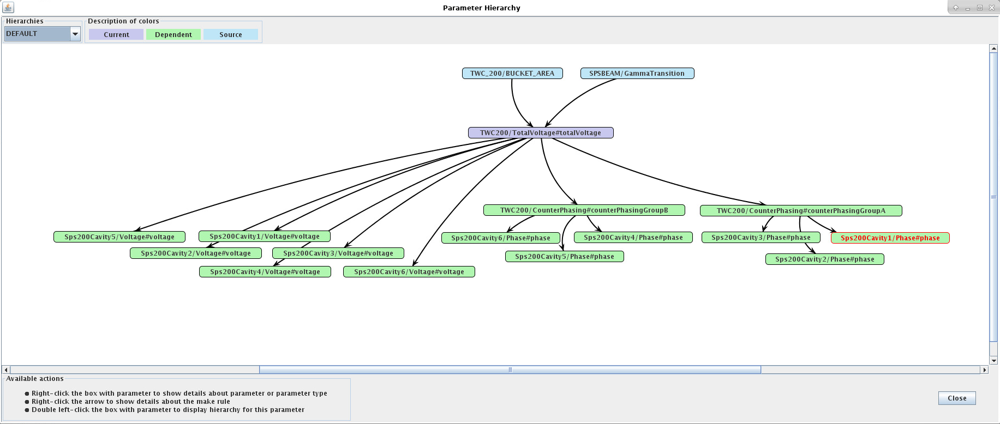 Parameter Hierarchy
Hierarchies
Description of colors
DEFAULT
Current
Dependent
Source
TWC_200/BUCKET_AREA
SPSBEAM/GammaTransition
TWC200/TotalVoltage#totalVoltage
TWC200/CounterPhasing#counterPhasingGroupB
TWC200/CounterPhasing#counterPhasingGroupA
Sps200Cavity5/Voltage#voltage
Sps200Cavity1/Voltage#voltage
Sps200Cavity6/Phase#phase
Sps200Cavity4/Phase#phase
Sps200Cavity3/Phase#phase
Sps200Cavity1/Phase#phase
Sps200Cavity2/Voltage#voltage
Sps200Cavity3/Voltage#voltage
Sps200Cavity5/Phase#phase
Sps200Cavity2/Phase#phase
Sps200Cavity4/Voltage#voltage
Sps200Cavity6/Voltage#voltage
Available actions
Right-click the box with parameter to show details about parameter or parameter type
Right-click the arrow to show details about the make rule
Double left-click the box with parameter to display hierarchy for this parameter
Close